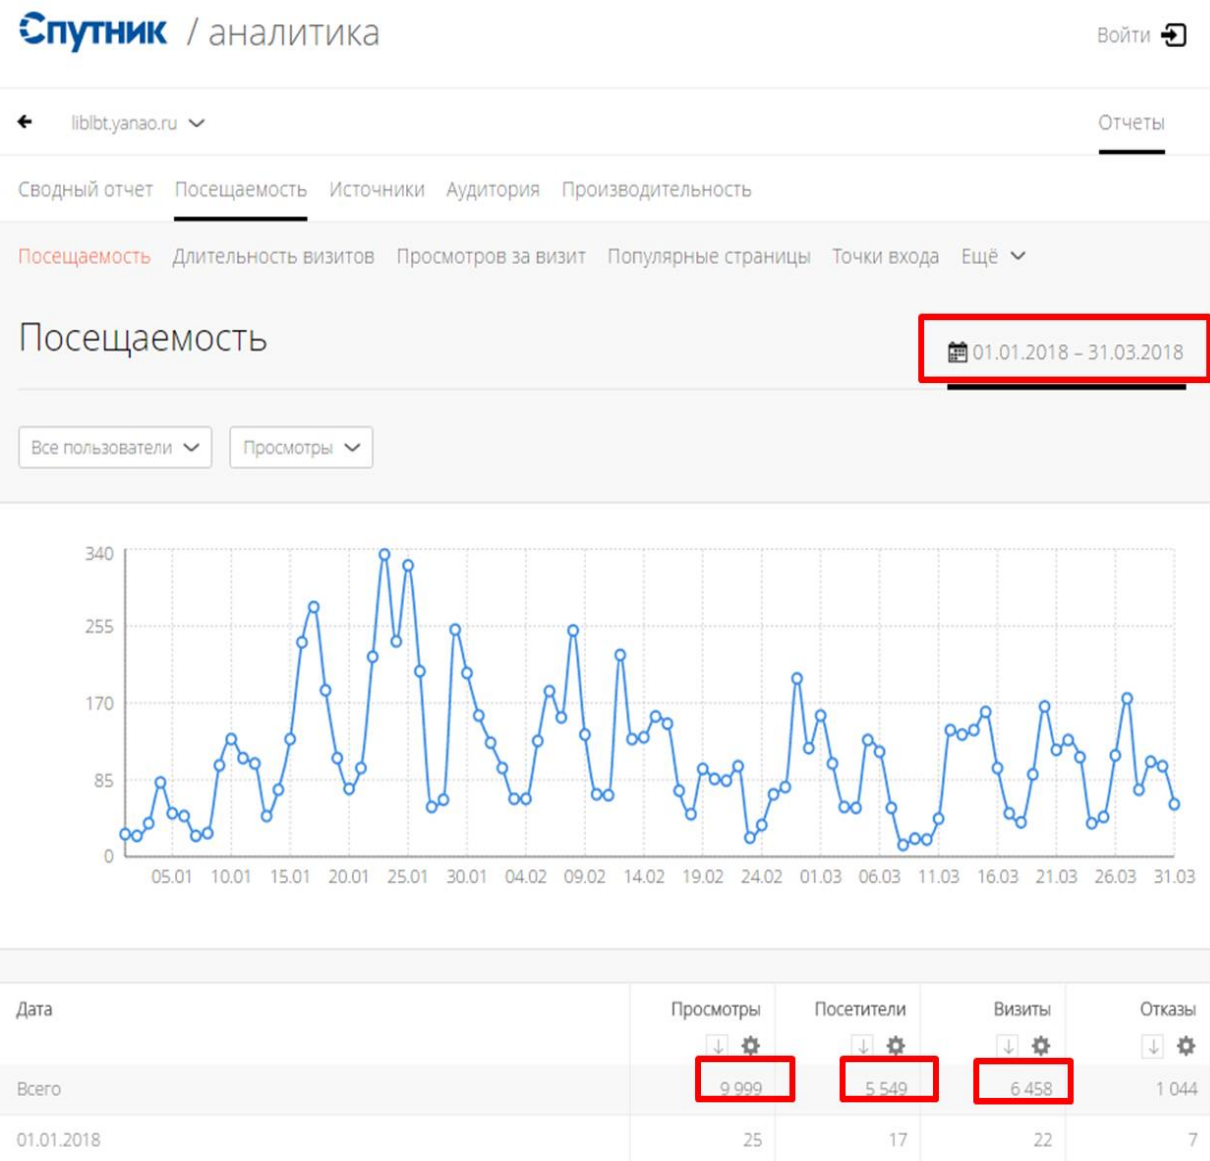 Спутник / аналитика
Войти
liblbt.yanao.ru
Отчеты
Сводный отчет Посещаемость Источники Аудитория Производительность
Посещаемость Длительность визитов Просмотров за визит Популярные страницы Точки входа Ещё
Посещаемость
01.01.2018 – 31.03.2018
Все пользователи Просмотры
340
255
170
85
0
05.01 10.01 15.01 20.01 25.01 30.01 04.02 09.02 14.02 19.02 24.02 01.03 06.03 11.03 16.03 21.03 26.03 31.03
Дата Просмотры Посетители Визиты Отказы
Всего 9 999 5 549 6 458 1 044
01.01.2018 25 17 22 7